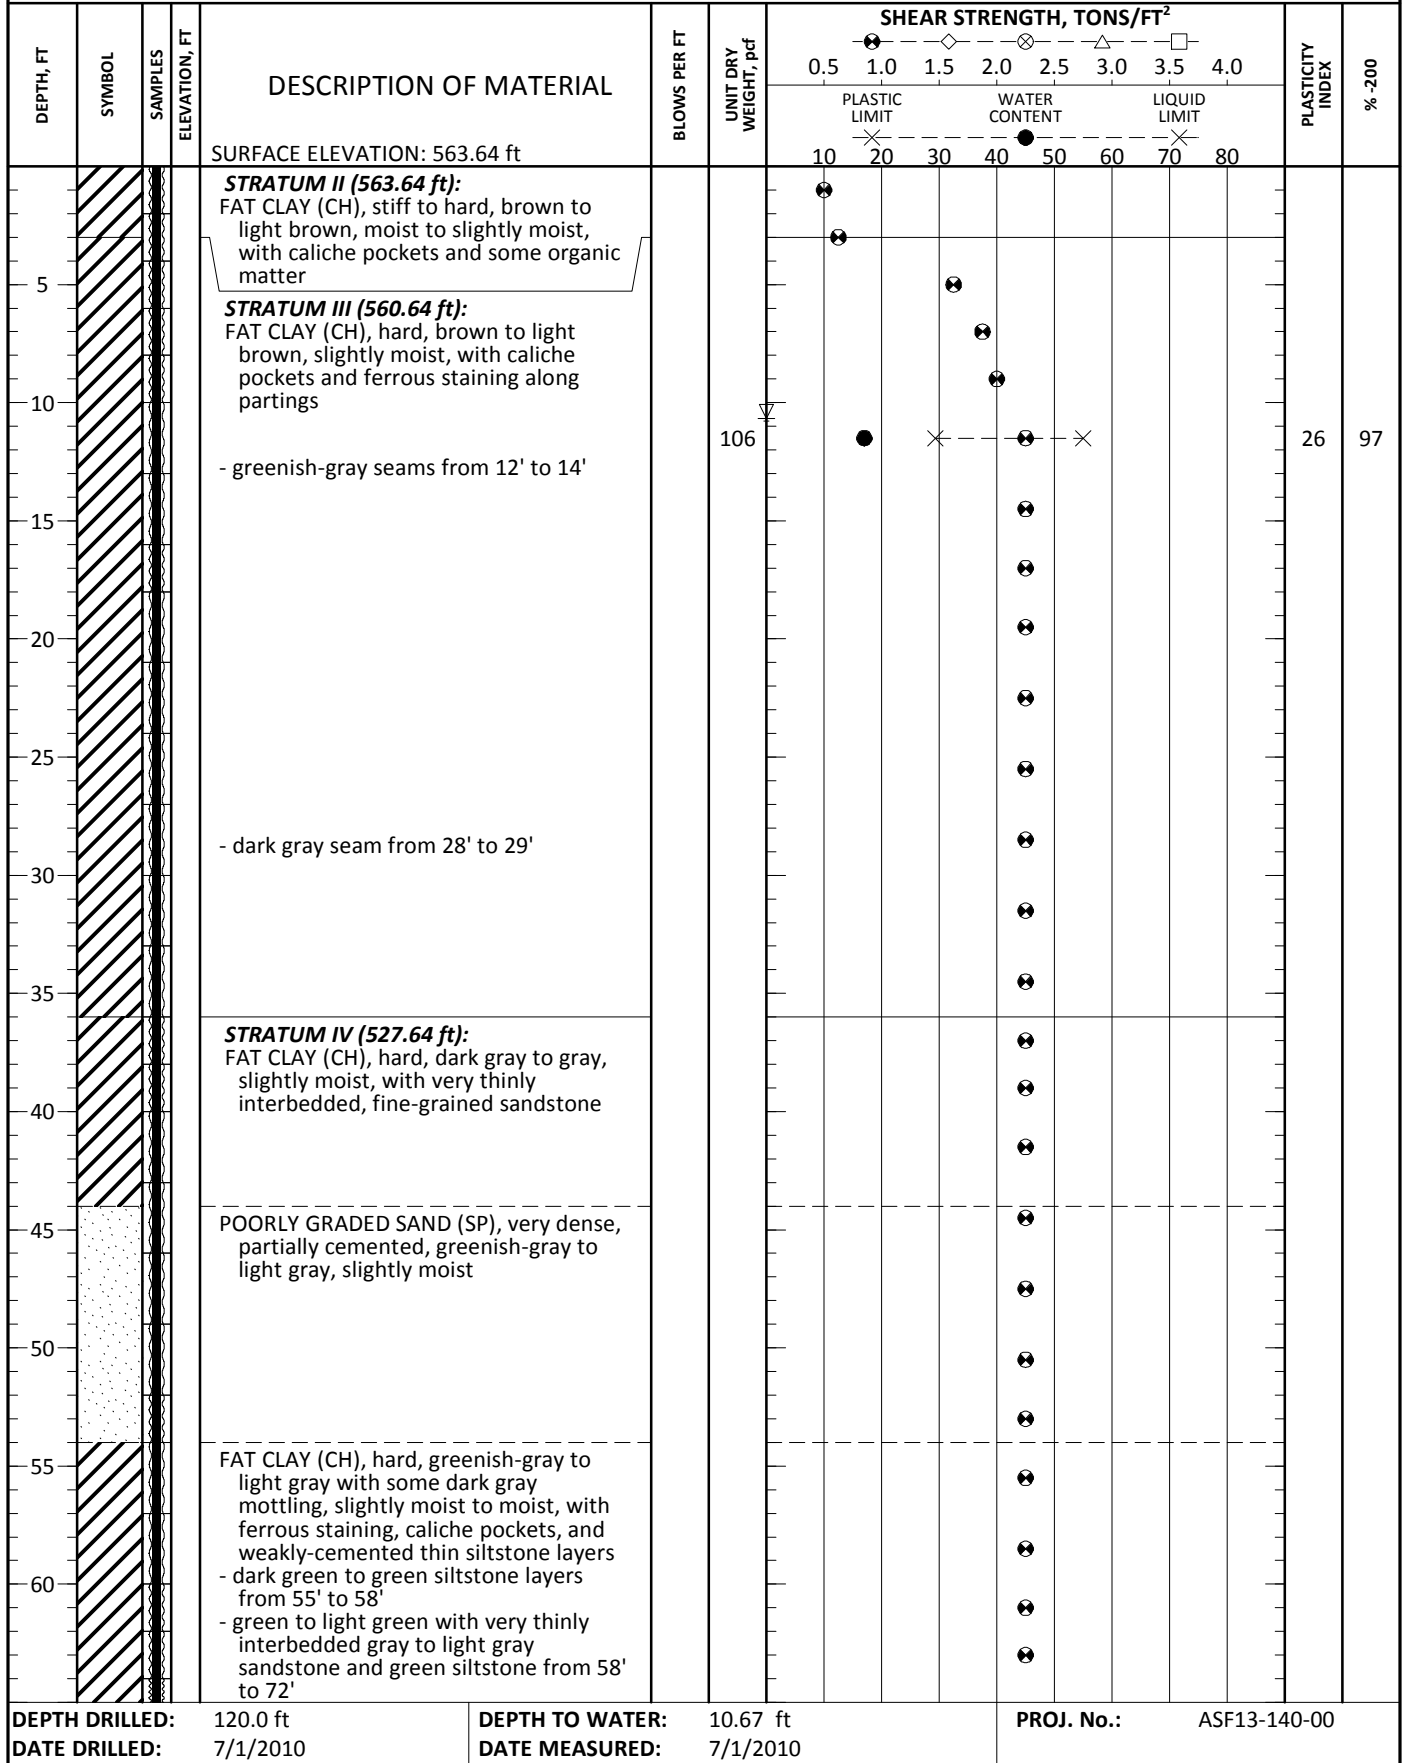 DEPTH, FT
SYMBOL
SAMPLES
ELEVATION, FT
DESCRIPTION OF MATERIAL
SURFACE ELEVATION: 563.64 ft
BLOWS PER FT
UNIT DRY
WEIGHT, pcf
SHEAR STRENGTH, TONS/FT²
0.5 1.0 1.5 2.0 2.5 3.0 3.5 4.0
PLASTIC LIMIT WATER CONTENT LIQUID LIMIT
10 20 30 40 50 60 70 80
PLASTICITY
INDEX
% -200
STRATUM II (563.64 ft):
FAT CLAY (CH), stiff to hard, brown to
light brown, moist to slightly moist,
with caliche pockets and some organic
matter
5
STRATUM III (560.64 ft):
FAT CLAY (CH), hard, brown to light
brown, slightly moist, with caliche
pockets and ferrous staining along
partings
10
106 26 97
- greenish-gray seams from 12' to 14'
15
20
25
- dark gray seam from 28' to 29'
30
35
STRATUM IV (527.64 ft):
FAT CLAY (CH), hard, dark gray to gray,
slightly moist, with very thinly
interbedded, fine-grained sandstone
40
POORLY GRADED SAND (SP), very dense,
45
partially cemented, greenish-gray to
light gray, slightly moist
50
FAT CLAY (CH), hard, greenish-gray to
55
light gray with some dark gray
mottling, slightly moist to moist, with
ferrous staining, caliche pockets, and
weakly-cemented thin siltstone layers
- dark green to green siltstone layers
60
from 55' to 58'
- green to light green with very thinly
interbedded gray to light gray
sandstone and green siltstone from 58'
to 72'
DEPTH DRILLED: 120.0 ft DEPTH TO WATER: 10.67 ft PROJ. No.: ASF13-140-00
DATE DRILLED: 7/1/2010 DATE MEASURED: 7/1/2010